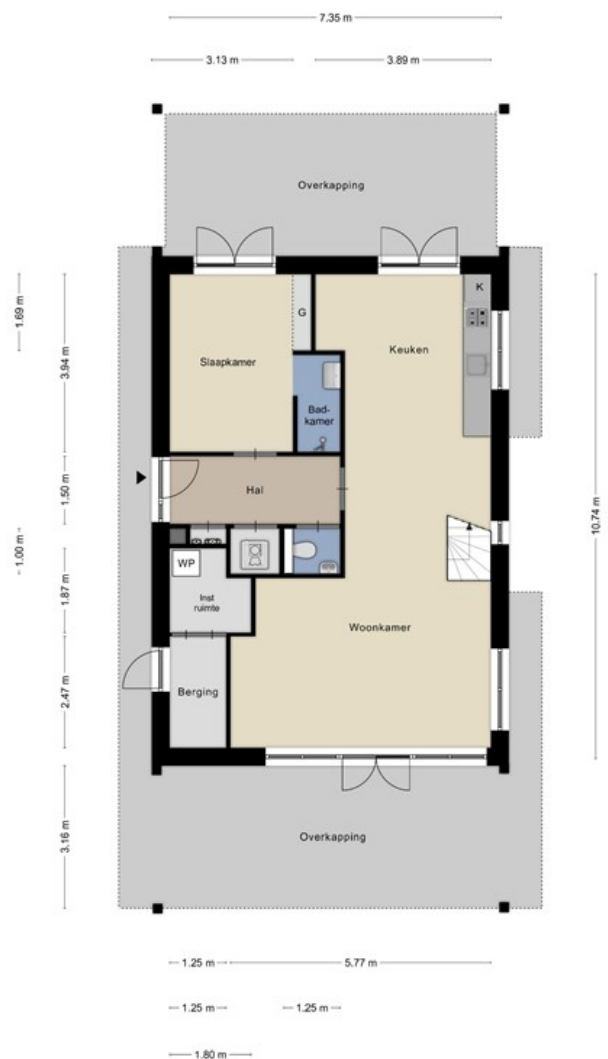 7.35 m
3.13 m
3.89 m
Overkapping
1.69 m
3.94 m
K
G
Keuken
Slaapkamer
Bad-
kamer
1.50 m
Hal
10.74 m
1.00 m
1.87 m
WP
Inst
ruimte
Woonkamer
2.47 m
Berging
3.16 m
Overkapping
1.25 m
5.77 m
1.25 m
1.25 m
1.80 m